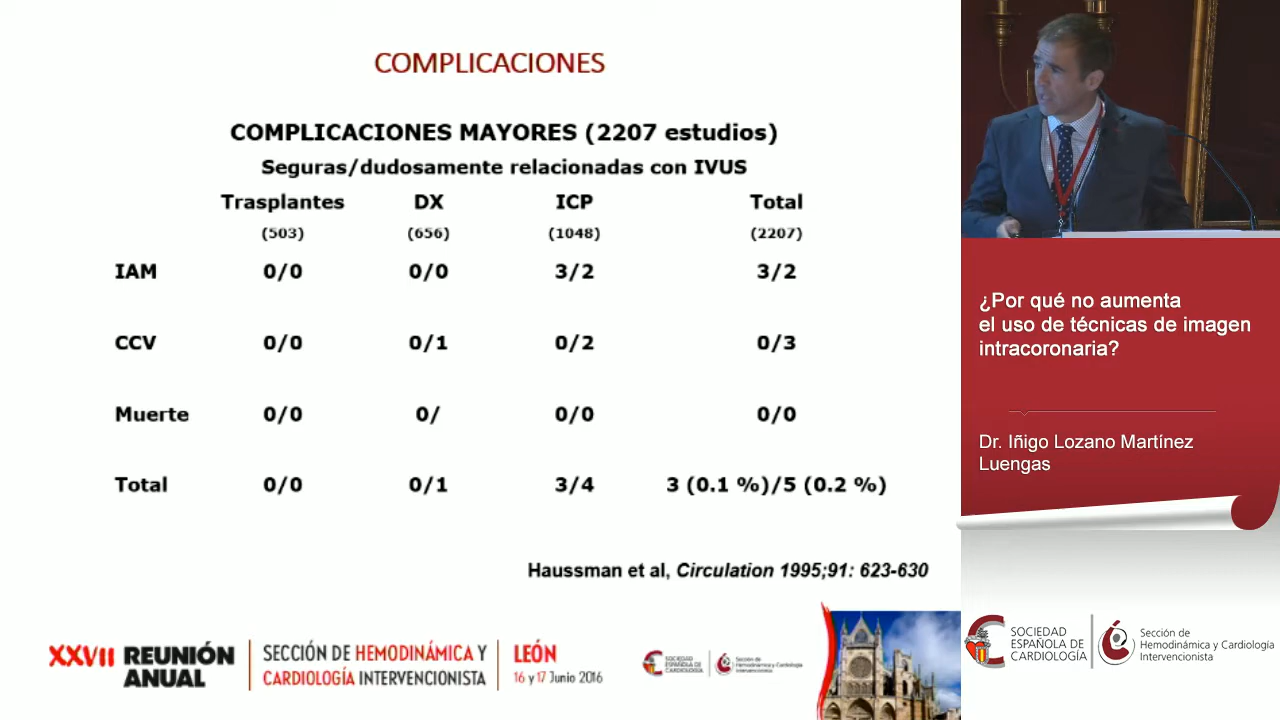 COMPLICACIONES
COMPLICACIONES MAYORES (2207 estudios)
Seguras/dudosamente relacionadas con IVUS
Trasplantes DX ICP Total
(503) (656) (1048) (2207)
IAM 0/0 0/0 3/2 3/2
CCV 0/0 0/1 0/2 0/3
Muerte 0/0 0/ 0/0 0/0
Total 0/0 0/1 3/4 3 (0.1 %)/5 (0.2 %)
Haussman et al, Circulation 1995;91: 623-630
XXVII REUNIÓN
ANUAL
SECCIÓN DE HEMODINÁMICA Y
CARDIOLOGÍA INTERVENCIONISTA
LEÓN
16 y 17 Junio 2016
SOCIEDAD
ESPAÑOLA DE
CARDIOLOGÍA
Sección de
Hemodinámica y Cardiología
Intervencionista
¿Por qué no aumenta
el uso de técnicas de imagen
intracoronaria?
Dr. Iñigo Lozano Martínez
Luengas
SOCIEDAD
ESPAÑOLA DE
CARDIOLOGÍA
Sección de
Hemodinámica y Cardiología
Intervencionista